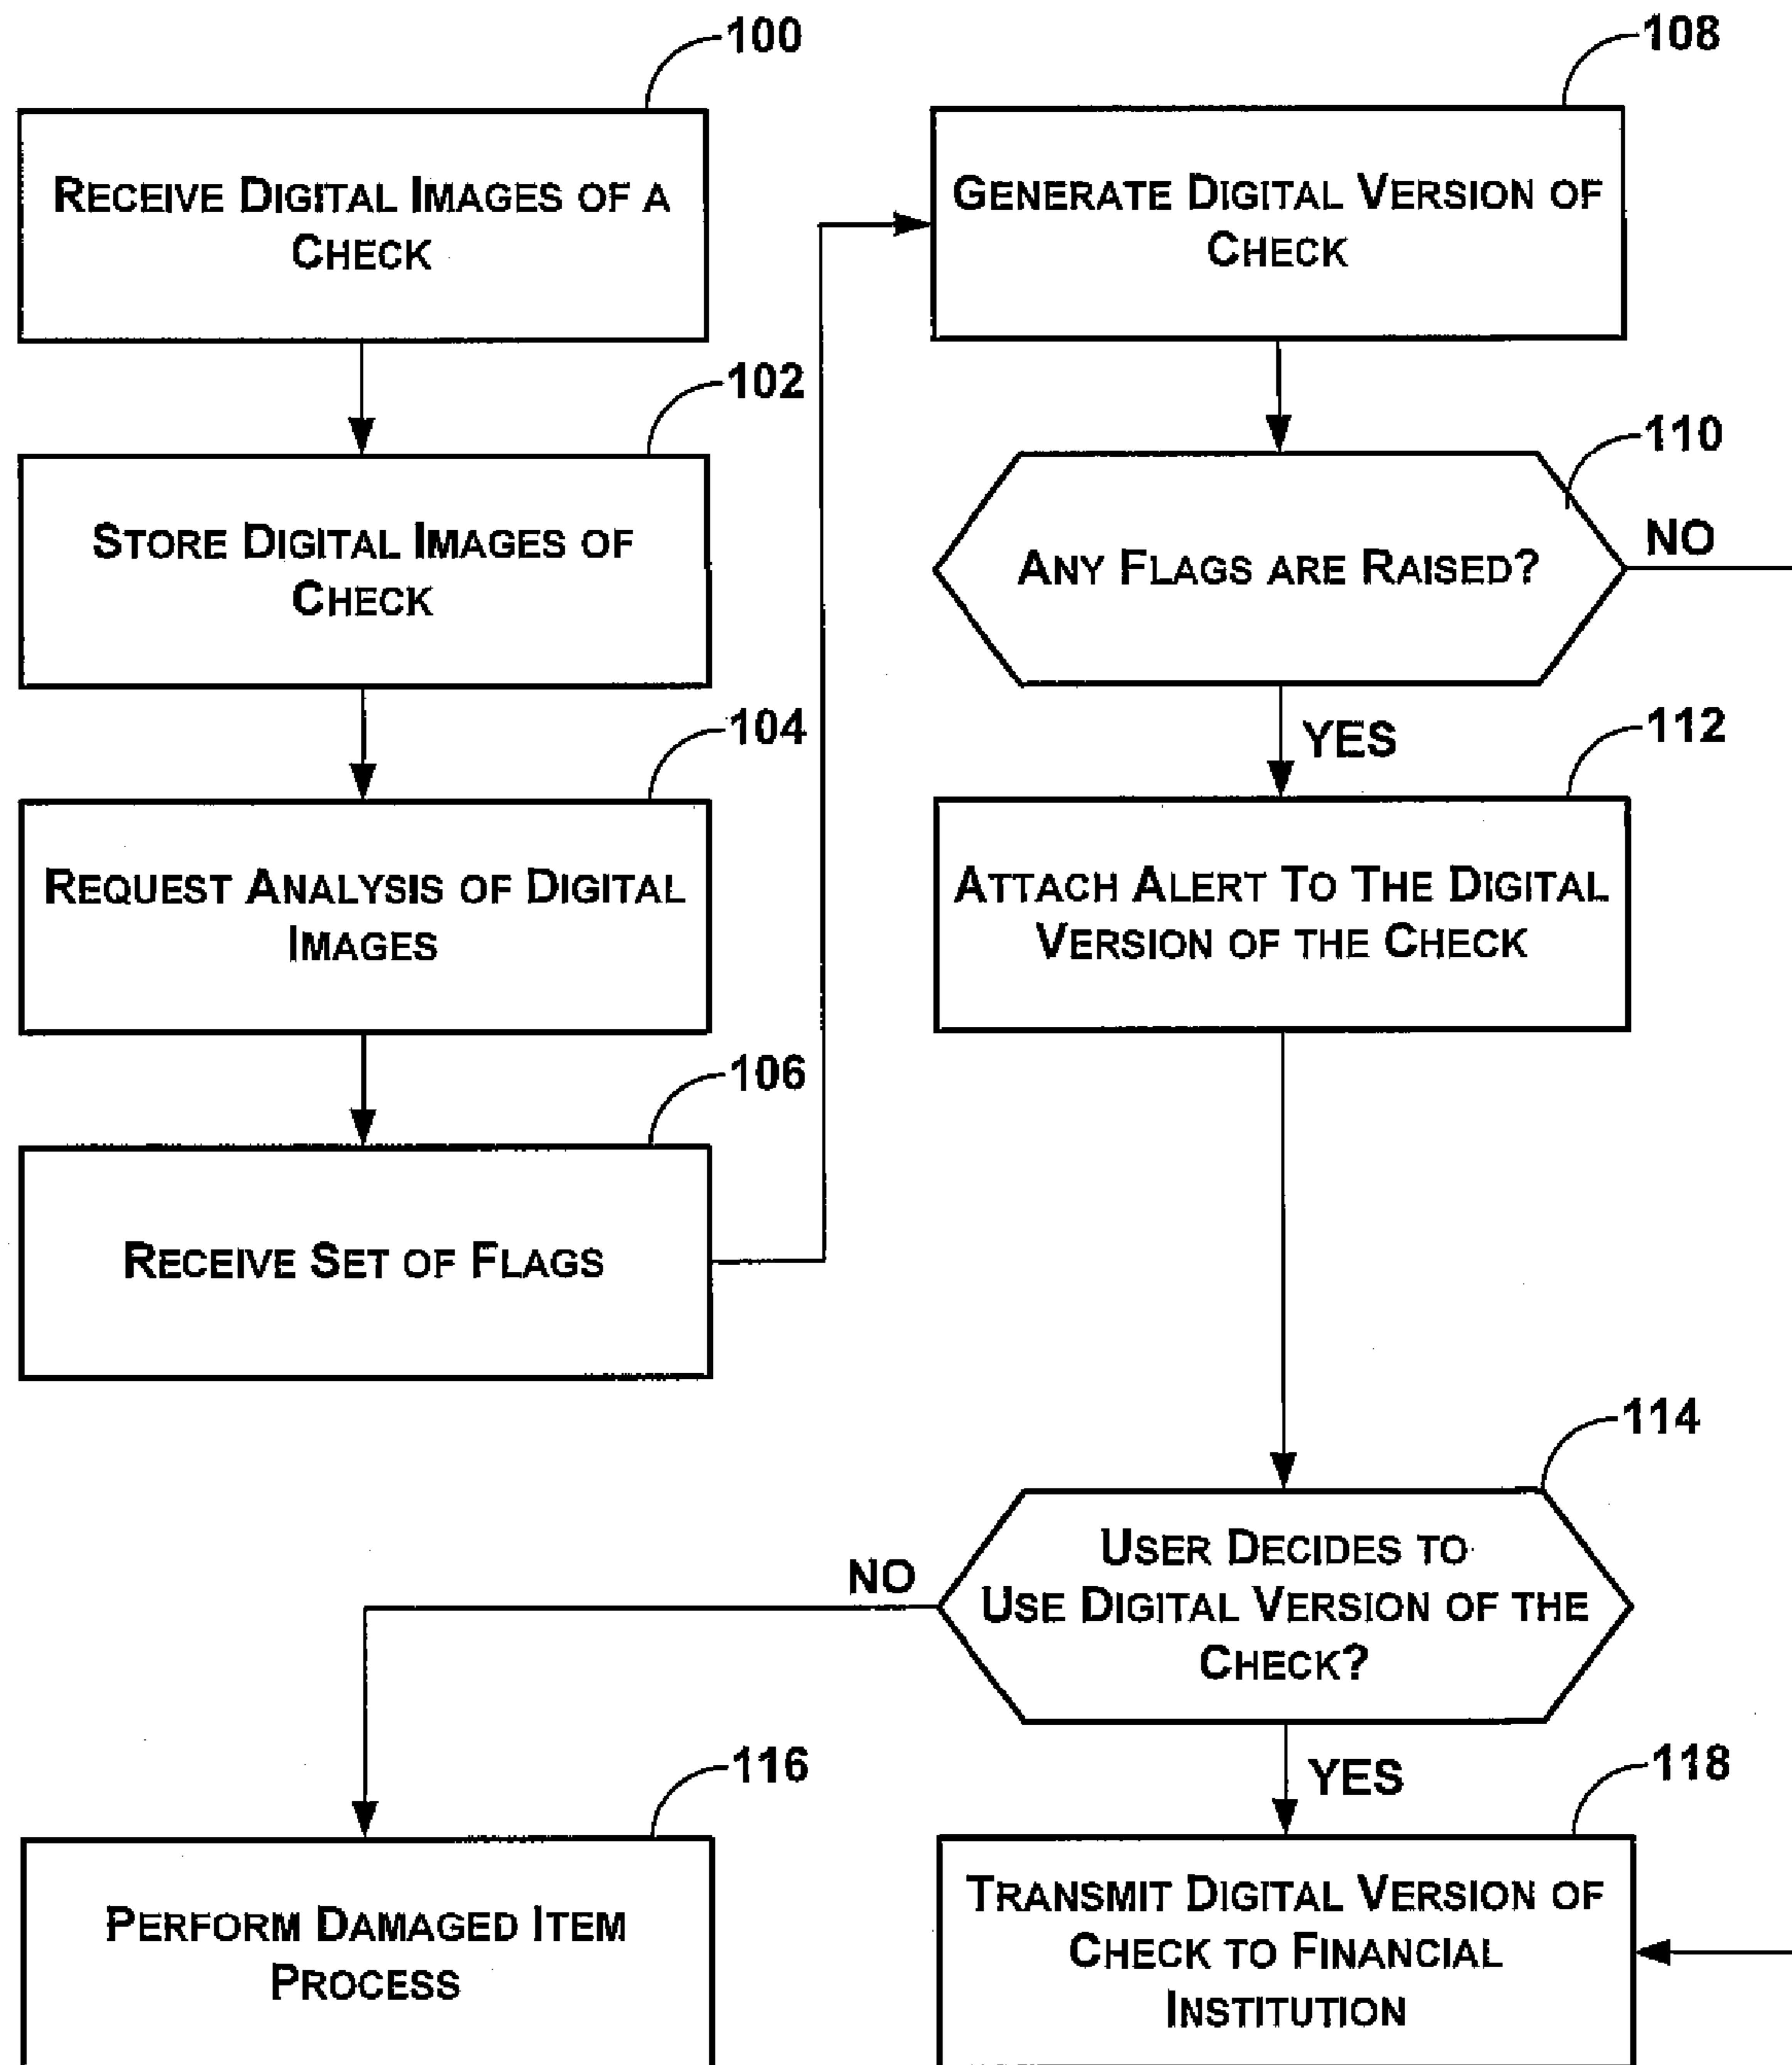 100
RECEIVE DIGITAL IMAGES OF A
CHECK
102
STORE DIGITAL IMAGES OF
CHECK
104
REQUEST ANALYSIS OF DIGITAL
IMAGES
106
RECEIVE SET OF FLAGS
108
GENERATE DIGITAL VERSION OF
CHECK
110
ANY FLAGS ARE RAISED?
NO
YES
112
ATTACH ALERT TO THE DIGITAL
VERSION OF THE CHECK
114
USER DECIDES TO
USE DIGITAL VERSION OF THE
CHECK?
NO
YES
116
PERFORM DAMAGED ITEM
PROCESS
118
TRANSMIT DIGITAL VERSION OF
CHECK TO FINANCIAL
INSTITUTION